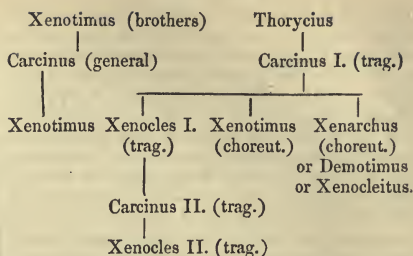 Xenotimus (brothers) Thorycius
Carcinus (general) Carcinus I. (trag.)
Xenotimus Xenocles I. Xenotimus Xenarchus
(trag.) (choreut.) (choreut.)
or Demotimus
or Xenocleitus.
Carcinus II. (trag.)
Xenocles II. (trag.)